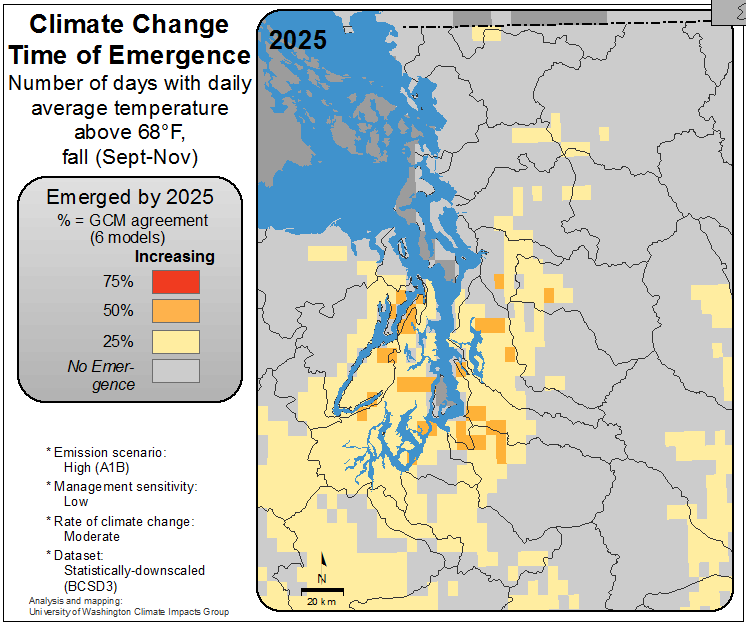 Climate Change
Time of Emergence
Number of days with daily
average temperature
above 68°F,
fall (Sept-Nov)
Emerged by 2025
% = GCM agreement
(6 models)
Increasing
75%
50%
25%
No Emer-
gence
* Emission scenario:
High (A1B)
* Management sensitivity:
Low
* Rate of climate change:
Moderate
* Dataset:
Statistically-downscaled
(BCSD3)
Analysis and mapping:
University of Washington Climate Impacts Group
2025
N
20 km